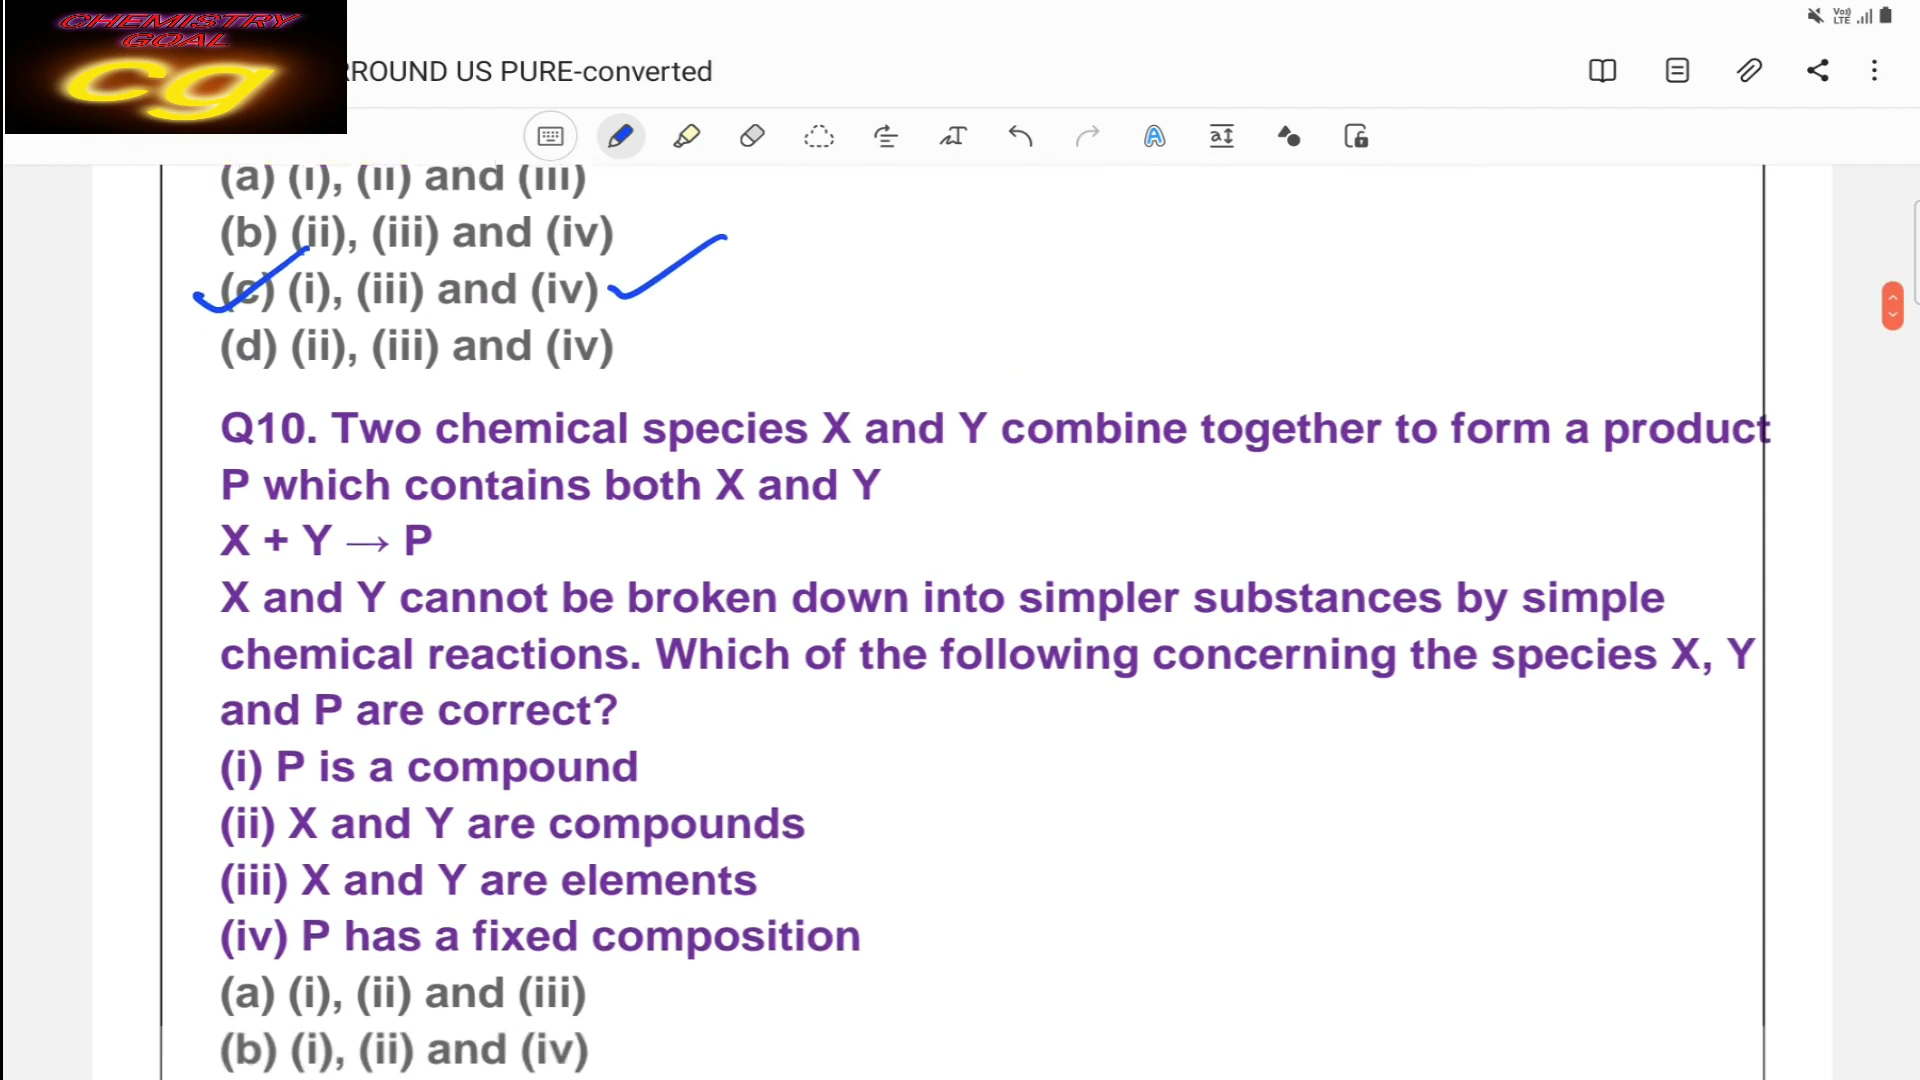 CHEMISTRY
GOAL
cg
RROUND US PURE-converted
(a) (i), (ii) and (iii)
(b) (ii), (iii) and (iv)
(c) (i), (iii) and (iv)
(d) (ii), (iii) and (iv)
Q10. Two chemical species X and Y combine together to form a product
P which contains both X and Y
X + Y → P
X and Y cannot be broken down into simpler substances by simple
chemical reactions. Which of the following concerning the species X, Y
and P are correct?
(i) P is a compound
(ii) X and Y are compounds
(iii) X and Y are elements
(iv) P has a fixed composition
(a) (i), (ii) and (iii)
(b) (i), (ii) and (iv)